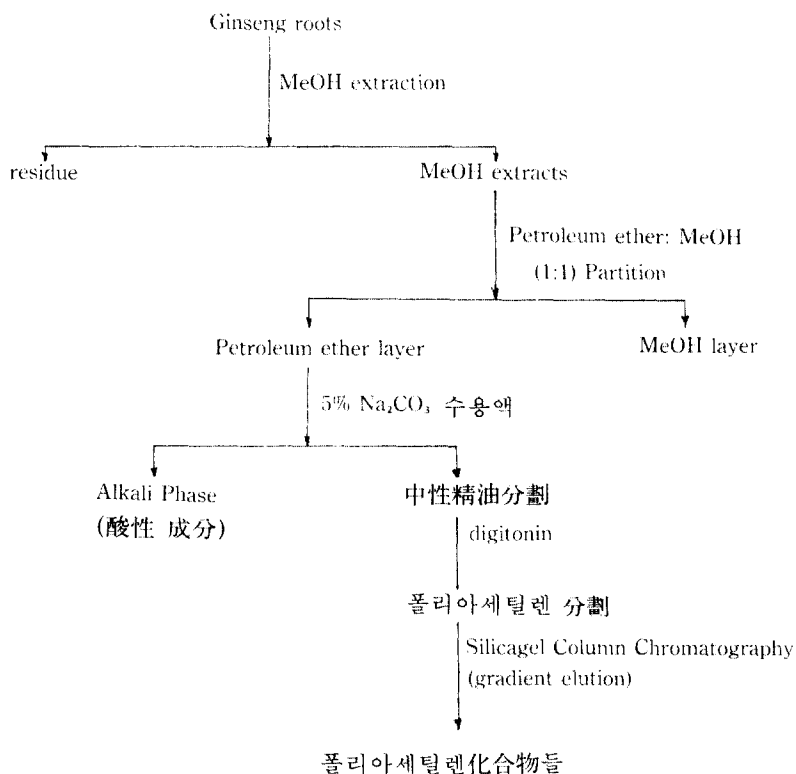 Ginseng roots
MeOH extraction
residue
MeOH extracts
Petroleum ether: MeOH
(1:1) Partition
Petroleum ether layer
MeOH layer
5% Na₂CO₃ 수용액
Alkali Phase
(酸性 成分)
中性精油分劃
digitonin
폴리아세틸렌 分劃
Silicagel Column Chromatography
(gradient elution)
폴리아세틸렌化合物들